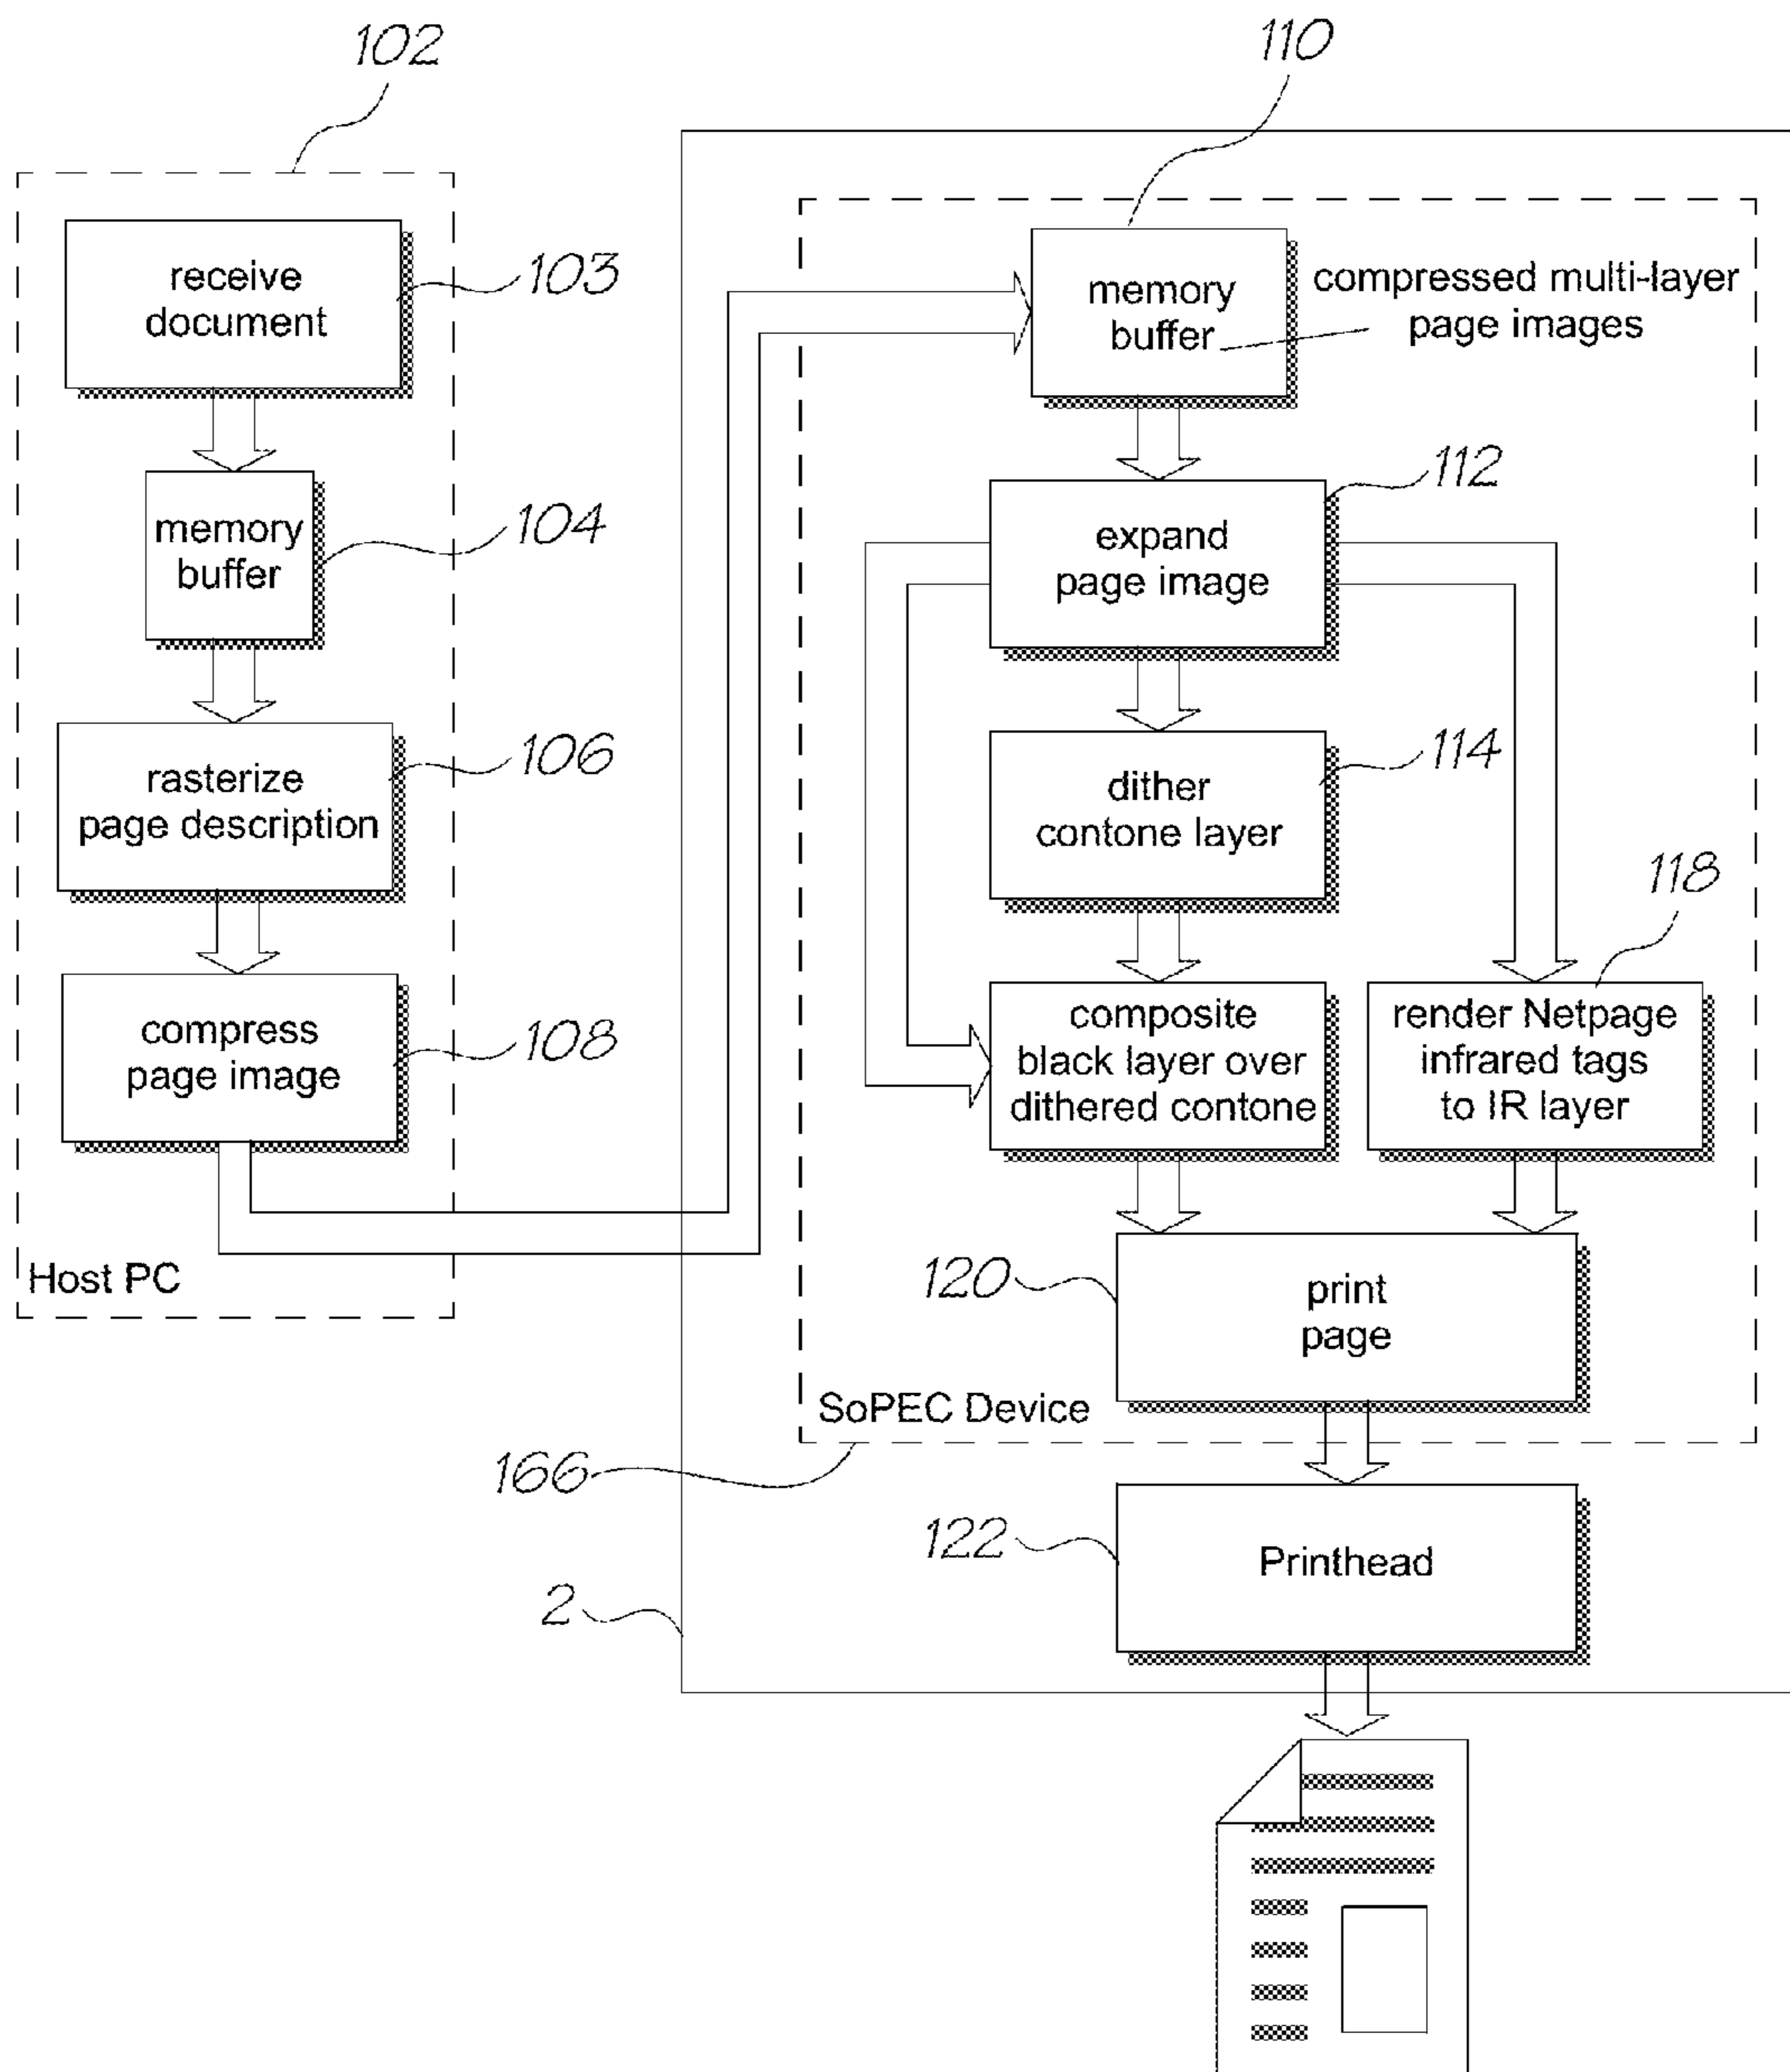 102
110
receive
document
103
memory
buffer
compressed multi-layer
page images
memory
buffer
104
expand
page image
112
rasterize
page description
106
dither
contone layer
114
118
compress
page image
108
composite
black layer over
dithered contone
render Netpage
infrared tags
to IR layer
Host PC
120
print
page
SoPEC Device
166
122
Printhead
2